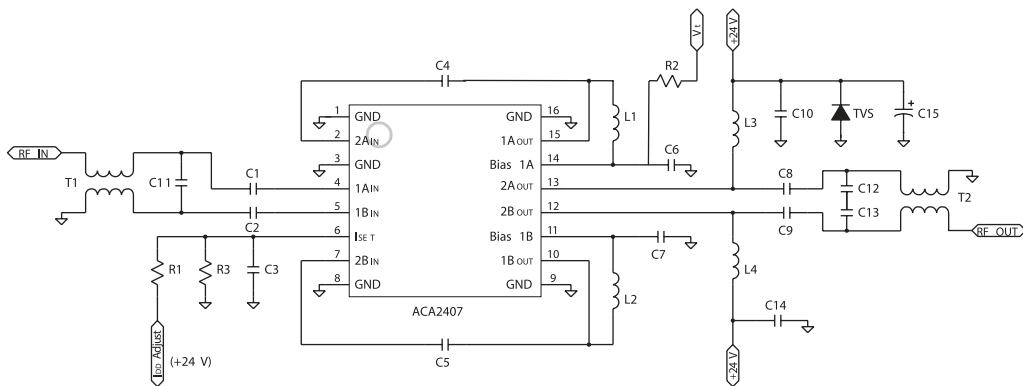 Vt
+24 V
C4
R2
1
GND
GND
16
L1
L3
C10
TVS
+
C15
2
2AIN
1AOUT
15
RF IN
3
GND
Bias 1A
14
C6
T1
C11
C1
4
1AIN
2AOUT
13
C8
C12
5
1BIN
2BOUT
12
C13
T2
C2
C9
RF OUT
6
ISET
Bias 1B
11
C7
R1
R3
C3
7
2BIN
1BOUT
10
L4
8
GND
GND
9
L2
ACA2407
C14
IDD Adjust
(+24 V)
C5
+24 V